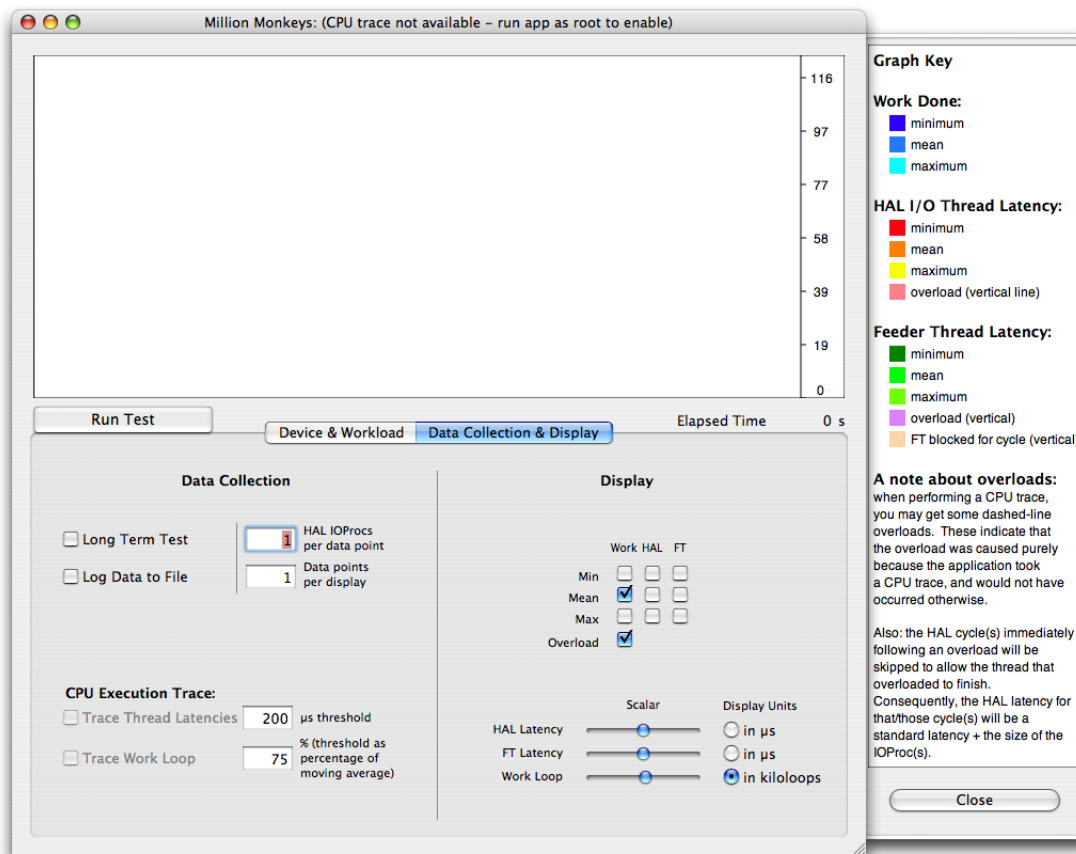 Million Monkeys: (CPU trace not available – run app as root to enable)
116
97
77
58
39
19
0
Run Test
Elapsed Time
0 s
Device & Workload
Data Collection & Display
Data Collection
Long Term Test
1
HAL IOProcs
per data point
Log Data to File
1
Data points
per display
CPU Execution Trace:
Trace Thread Latencies
200
µs threshold
Trace Work Loop
75
% (threshold as
percentage of
moving average)
Display
Work HAL FT
Min
Mean
Max
Overload
Scalar
Display Units
HAL Latency
in µs
FT Latency
in µs
Work Loop
in kiloloops
Graph Key
Work Done:
minimum
mean
maximum
HAL I/O Thread Latency:
minimum
mean
maximum
overload (vertical line)
Feeder Thread Latency:
minimum
mean
maximum
overload (vertical)
FT blocked for cycle (vertical)
A note about overloads:
when performing a CPU trace,
you may get some dashed-line
overloads. These indicate that
the overload was caused purely
because the application took
a CPU trace, and would not have
occurred otherwise.
Also: the HAL cycle(s) immediately
following an overload will be
skipped to allow the thread that
overloaded to finish.
Consequently, the HAL latency for
that/those cycle(s) will be a
standard latency + the size of the
IOProc(s).
Close